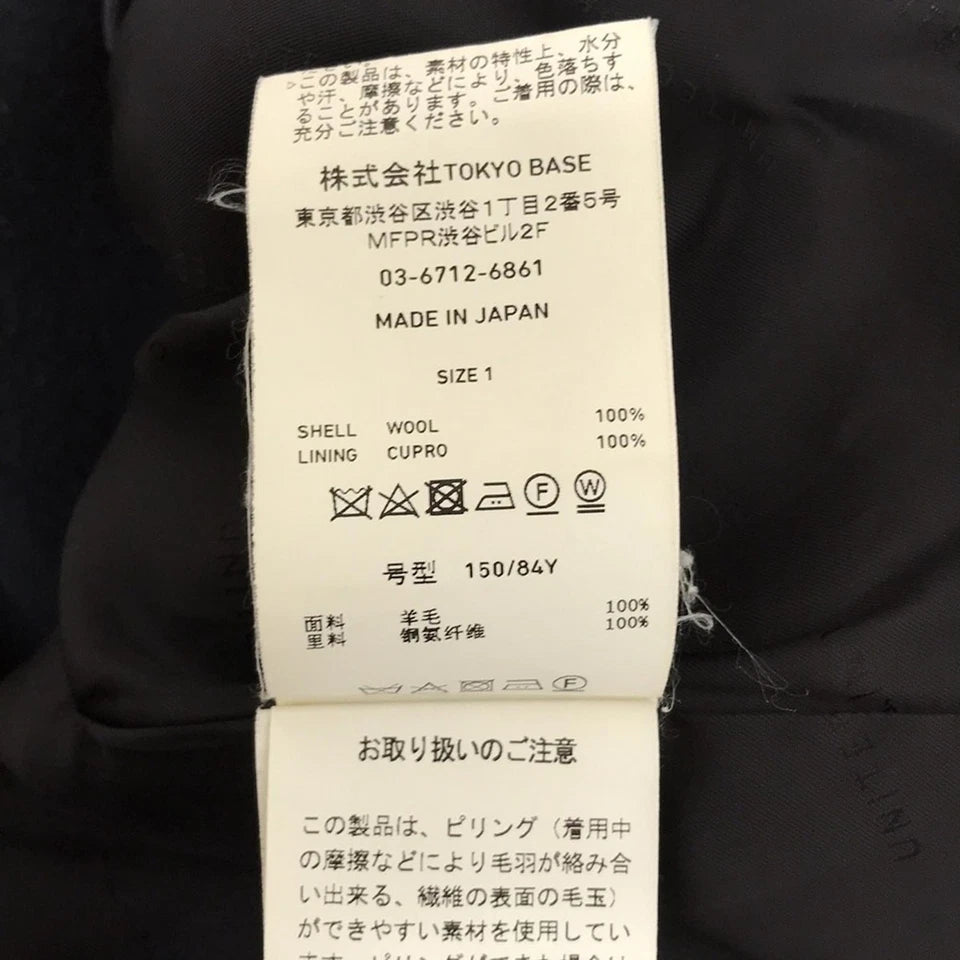 この製品は、素材の特性上、水分
や汗、摩擦などにより、色落ちす
ることがあります。ご着用の際は、
充分ご注意ください。
株式会社TOKYO BASE
東京都渋谷区渋谷1丁目2番5号
MFPR渋谷ビル2F
03-6712-6861
MADE IN JAPAN
SIZE 1
SHELL WOOL 100%
LINING CUPRO 100%
F W
号型 150/84Y
面料 羊毛 100%
里料 铜氨纤维 100%
F
お取り扱いのご注意
この製品は、ピリング（着用中
の摩擦などにより毛羽が絡み合
い出来る、繊維の表面の毛玉）
ができやすい素材を使用してい
UNIT